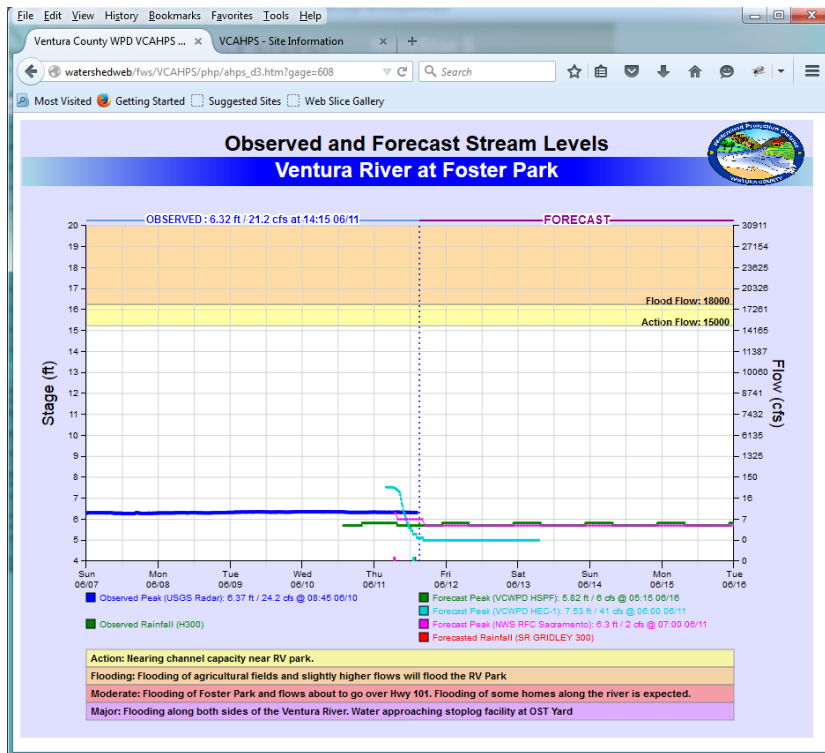 File Edit View History Bookmarks Favorites Tools Help
Ventura County WPD VCAHPS ... × VCAHPS - Site Information × +
watershedweb/fws/VCAHPS/php/ahps_d3.htm?gage=608 Search
Most Visited Getting Started Suggested Sites Web Slice Gallery
Observed and Forecast Stream Levels
Ventura River at Foster Park
Watershed Protection District
VENTURA COUNTY
OBSERVED : 6.32 ft / 21.2 cfs at 14:15 06/11 FORECAST
20 30911
19 27154
18 23625
17 20326
Flood Flow: 18000
16 17261
Action Flow: 15000
15 14165
14 11387
13 10060
12 8741
11 7432
10 6135
9 1325
8 150
7 16
6 7
5 0
4 0
Stage (ft)
Flow (cfs)
Sun Mon Tue Wed Thu Fri Sat Sun Mon Tue
06/07 06/08 06/09 06/10 06/11 06/12 06/13 06/14 06/15 06/16
Observed Peak (USGS Radar): 6.37 ft / 24.2 cfs @ 08:45 06/10
Forecast Peak (VCWPD HSPF): 5.82 ft / 6 cfs @ 05:15 06/16
Forecast Peak (VCWPD HEC-1): 7.53 ft / 41 cfs @ 06:00 06/11
Observed Rainfall (H300)
Forecast Peak (NWS RFC Sacramento): 6.3 ft / 2 cfs @ 07:00 06/11
Forecasted Rainfall (SR GRIDLEY 300)
Action: Nearing channel capacity near RV park.
Flooding: Flooding of agricultural fields and slightly higher flows will flood the RV Park
Moderate: Flooding of Foster Park and flows about to go over Hwy 101. Flooding of some homes along the river is expected.
Major: Flooding along both sides of the Ventura River. Water approaching stoplog facility at OST Yard